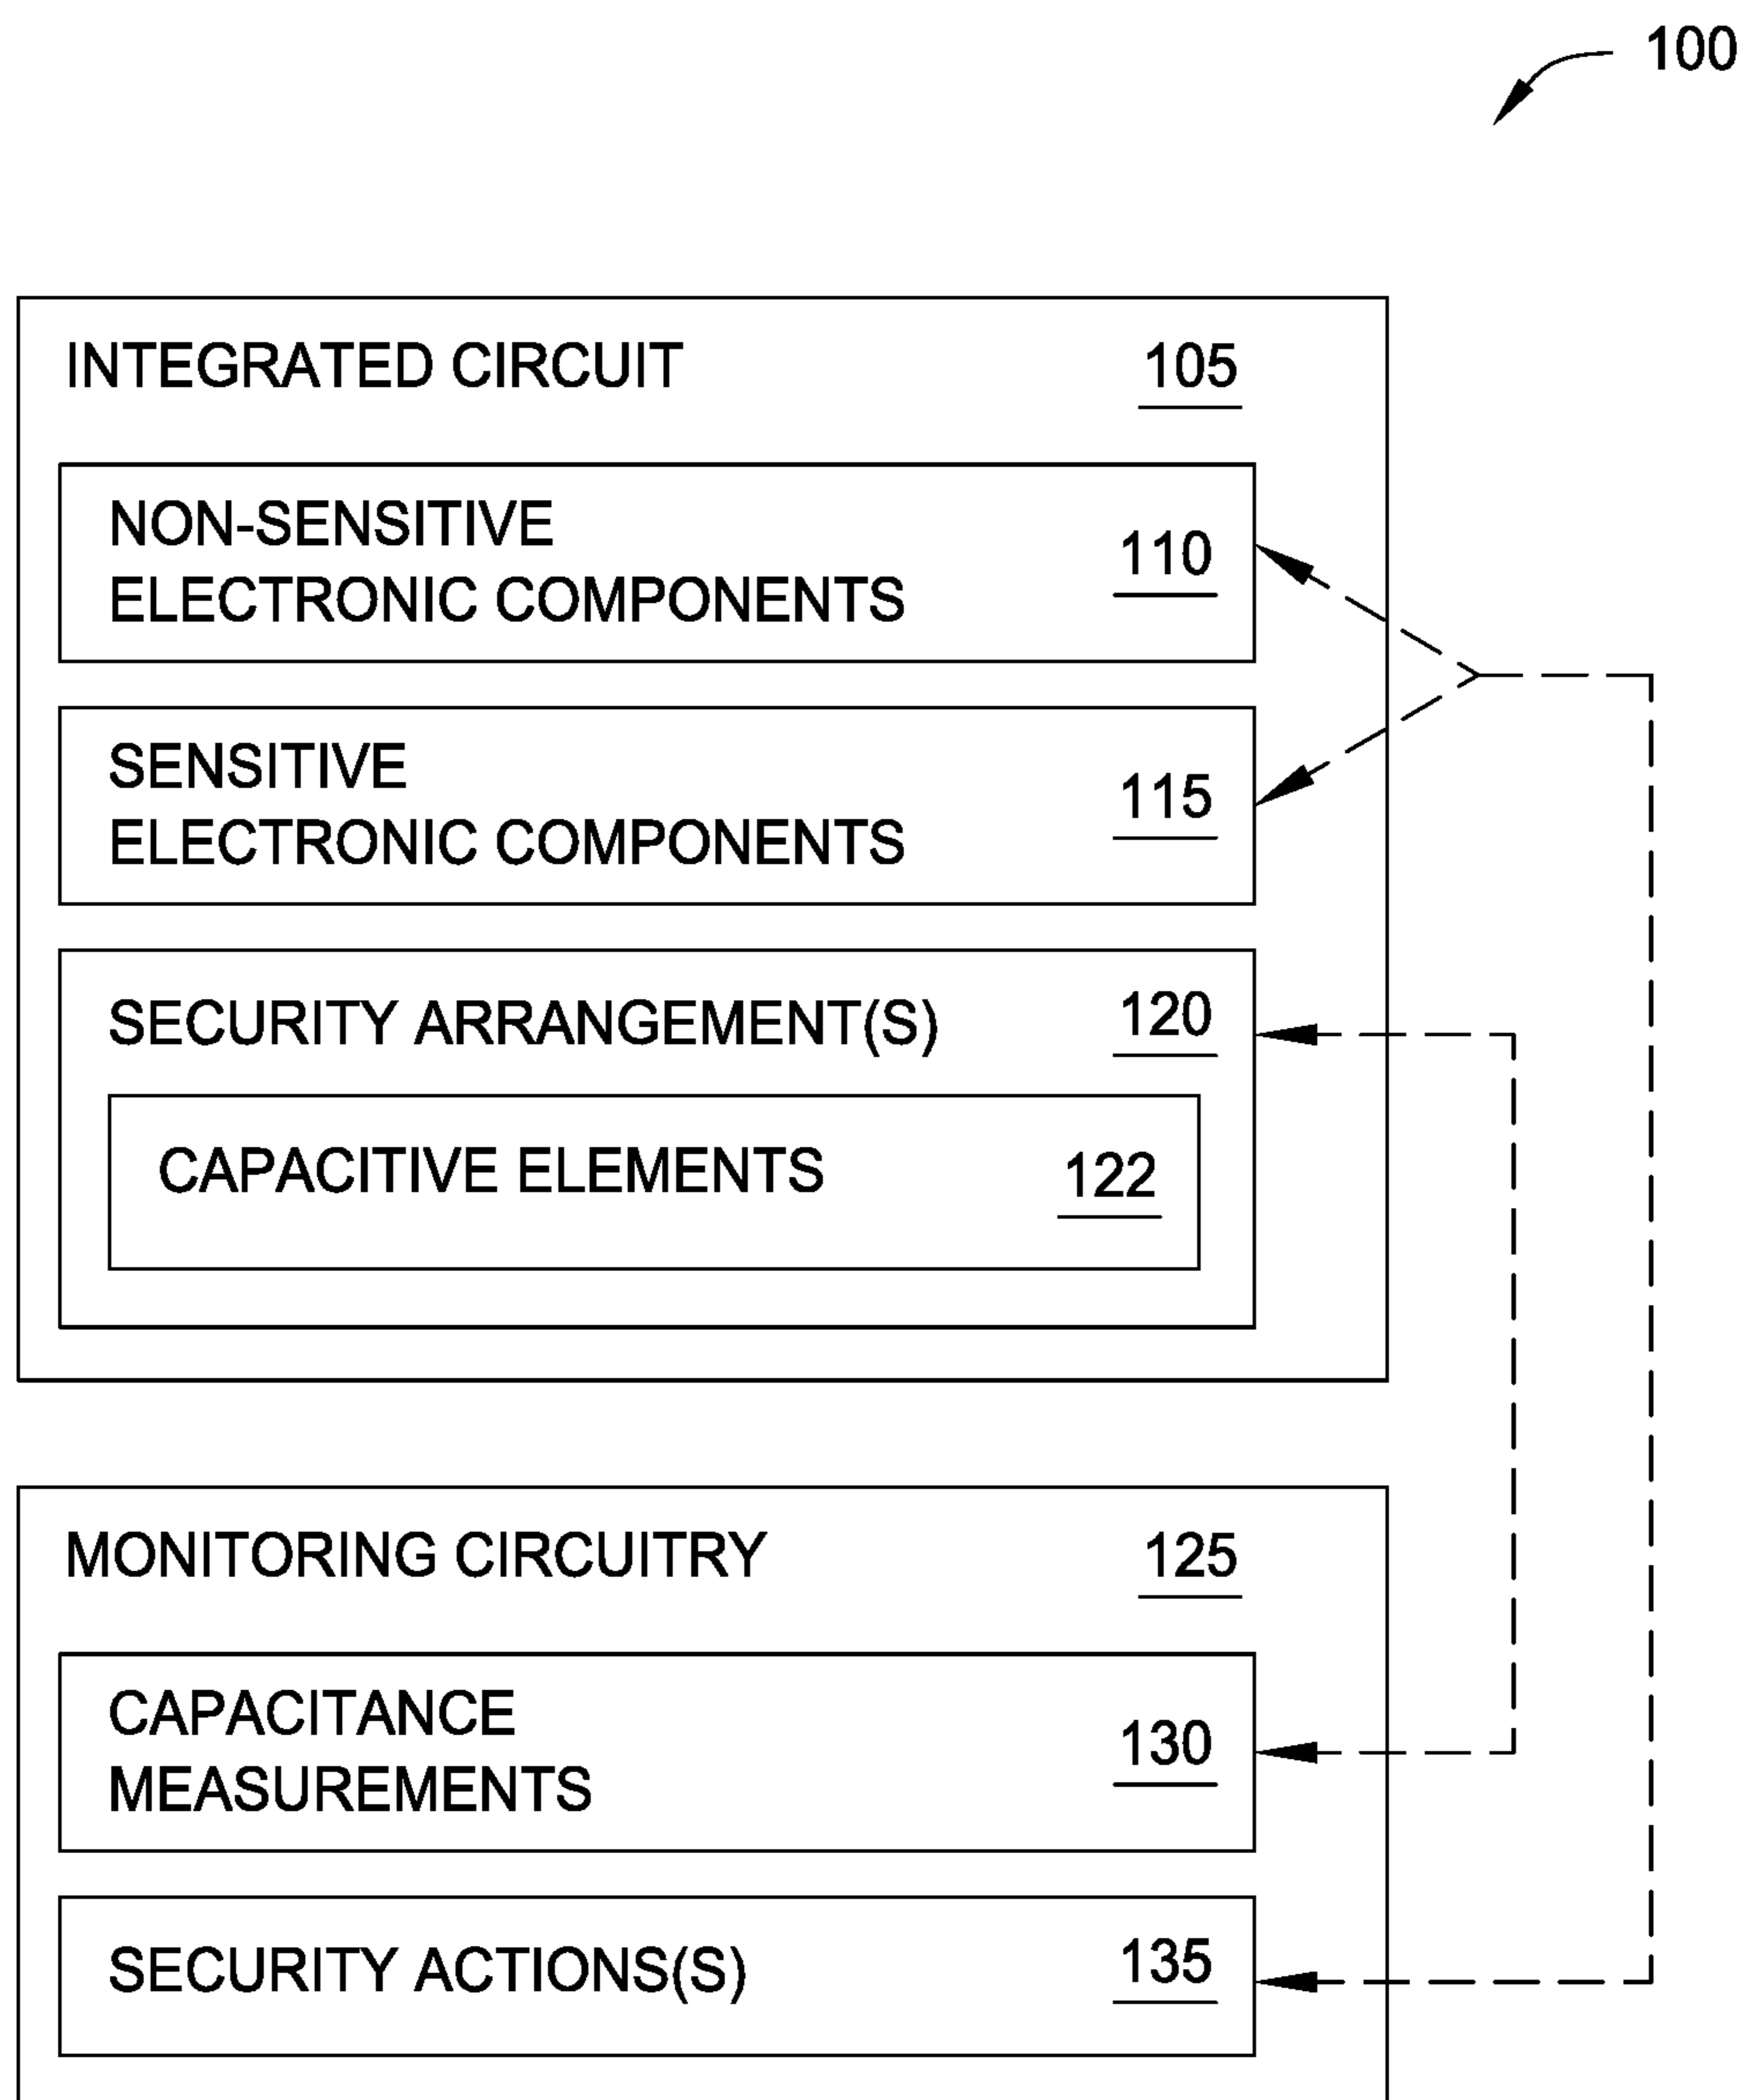 100
INTEGRATED CIRCUIT 105
NON-SENSITIVE
ELECTRONIC COMPONENTS 110
SENSITIVE
ELECTRONIC COMPONENTS 115
SECURITY ARRANGEMENT(S) 120
CAPACITIVE ELEMENTS 122
MONITORING CIRCUITRY 125
CAPACITANCE
MEASUREMENTS 130
SECURITY ACTIONS(S) 135